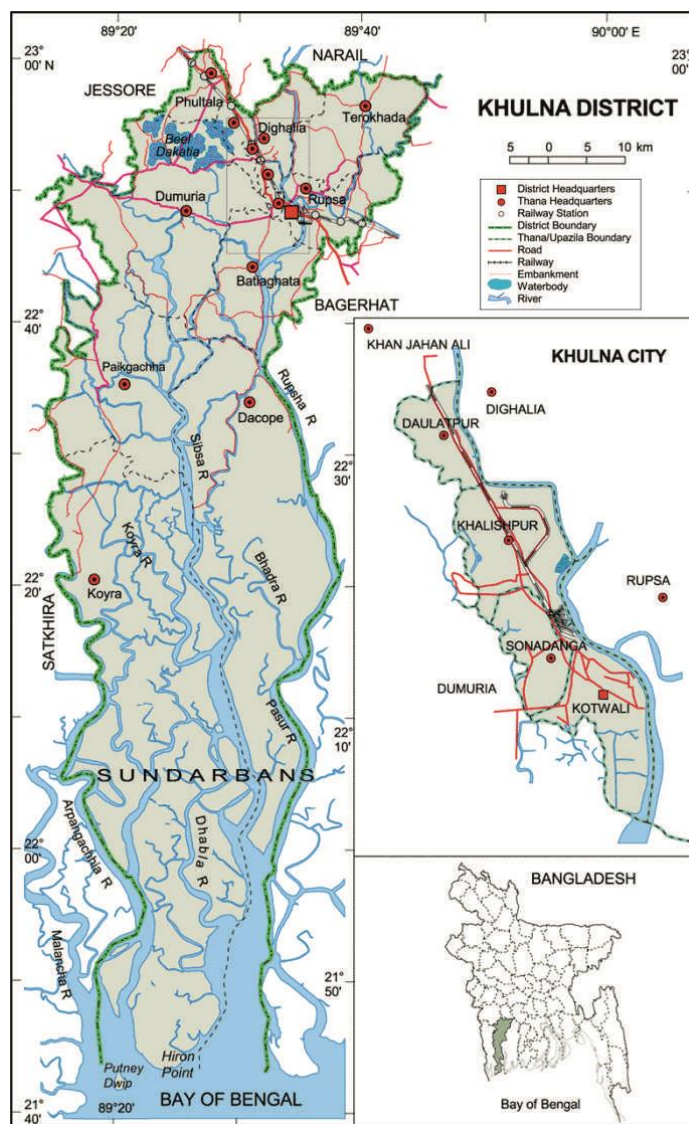 89°20'
89°40'
90°00' E
23°
00' N
23°
00'
NARAIL
JESSORE
Phultala
Beel
Dakatia
Dighalia
Terokhada
Dumuria
Rupsa
Batiaghata
BAGERHAT
KHULNA DISTRICT
5 0 5 10 km
District Headquarters
Thana Headquarters
Railway Station
District Boundary
Thana/Upazila Boundary
Road
Railway
Embankment
Waterbody
River
22°
40'
Paikgachha
Rupsha R
Dacope
Sibsa R
22°
30'
Koyra R
Bhadra R
22°
20'
Koyra
SATKHIRA
Pasur R
22°
10'
SUNDARBANS
Arpangachhia R
Dhabla R
22°
00'
Malancha R
21°
50'
Putney
Dwip
Hiron
Point
21°
40'
89°20'
BAY OF BENGAL
KHULNA CITY
KHAN JAHAN ALI
DIGHALIA
DAULATPUR
KHALISHPUR
RUPSA
SONADANGA
DUMURIA
KOTWALI
BANGLADESH
Bay of Bengal